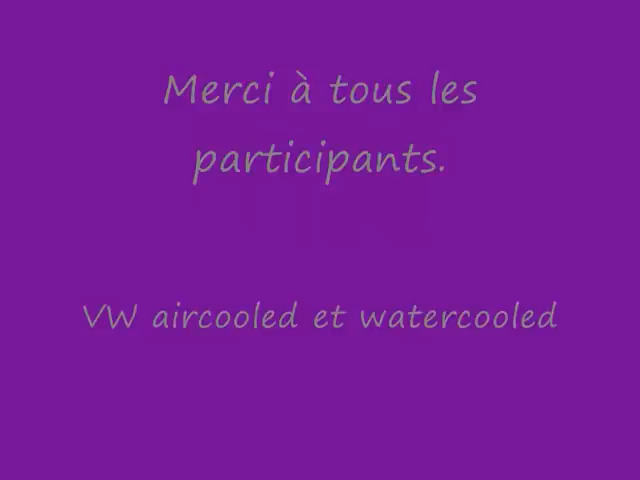 Merci à tous les
participants.
VW aircooled et watercooled